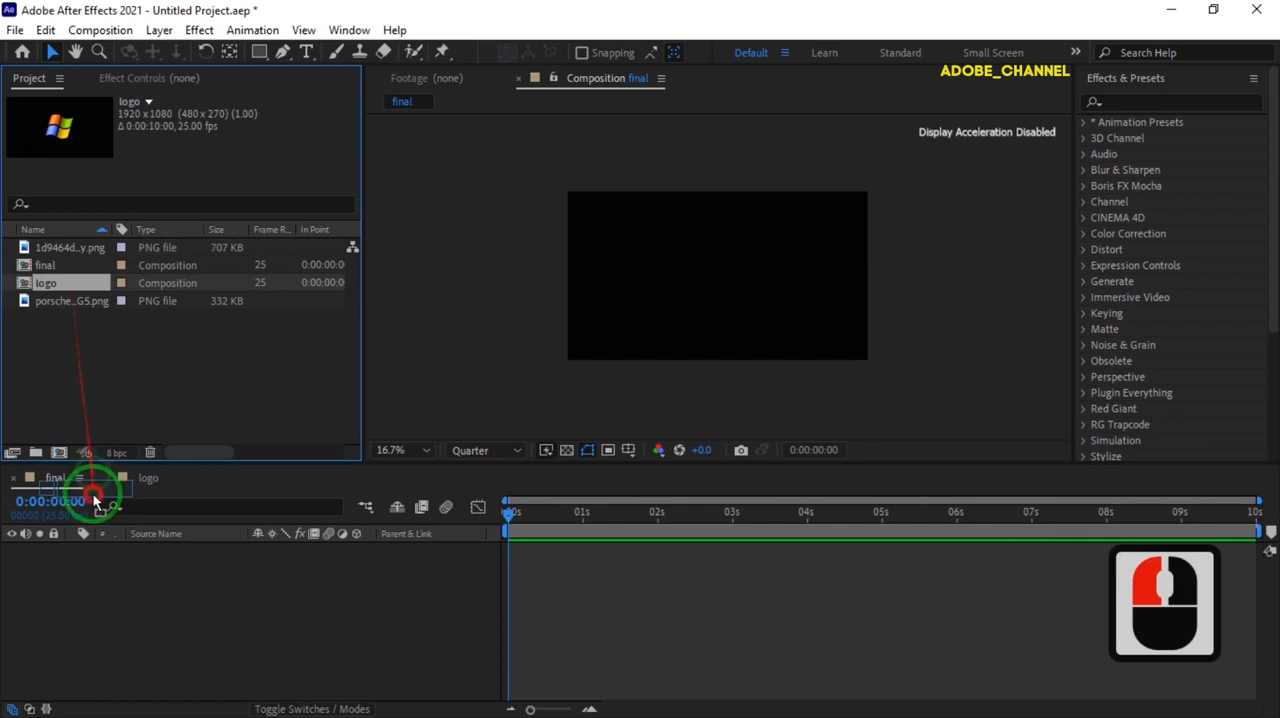 Adobe After Effects 2021 - Untitled Project.aep *
File Edit Composition Layer Effect Animation View Window Help
Snapping Default Learn Standard Small Screen Search Help
Project Effect Controls (none) Footage (none) Composition final ADOBE_CHANNEL Effects & Presets
logo
1920 x 1080 (480 x 270) (1.00)
Δ 0:00:10:00, 25.00 fps
final
Display Acceleration Disabled
* Animation Presets
3D Channel
Audio
Blur & Sharpen
Boris FX Mocha
Channel
CINEMA 4D
Color Correction
Distort
Expression Controls
Generate
Immersive Video
Keying
Matte
Noise & Grain
Obsolete
Perspective
Plugin Everything
Red Giant
RG Trapcode
Simulation
Stylize
Name Type Size Frame R... In Point
1d9464d...y.png PNG file 707 KB
final Composition 25 0:00:00:0
logo Composition 25 0:00:00:0
porsche...G5.png PNG file 332 KB
8 bpc
16.7% Quarter +0.0 0:00:00:00
final logo
0:00:00:00
00000 (25.00
:00s 01s 02s 03s 04s 05s 06s 07s 08s 09s 10s
# Source Name Parent & Link
Toggle Switches / Modes